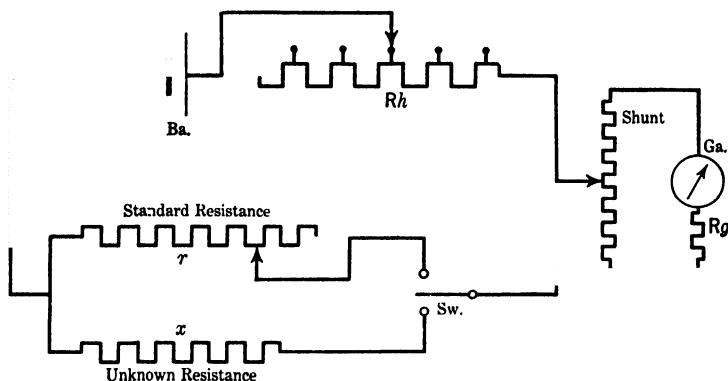 Rh
Ba.
Shunt
Ga.
Rg
Standard Resistance
r
Sw.
x
Unknown Resistance